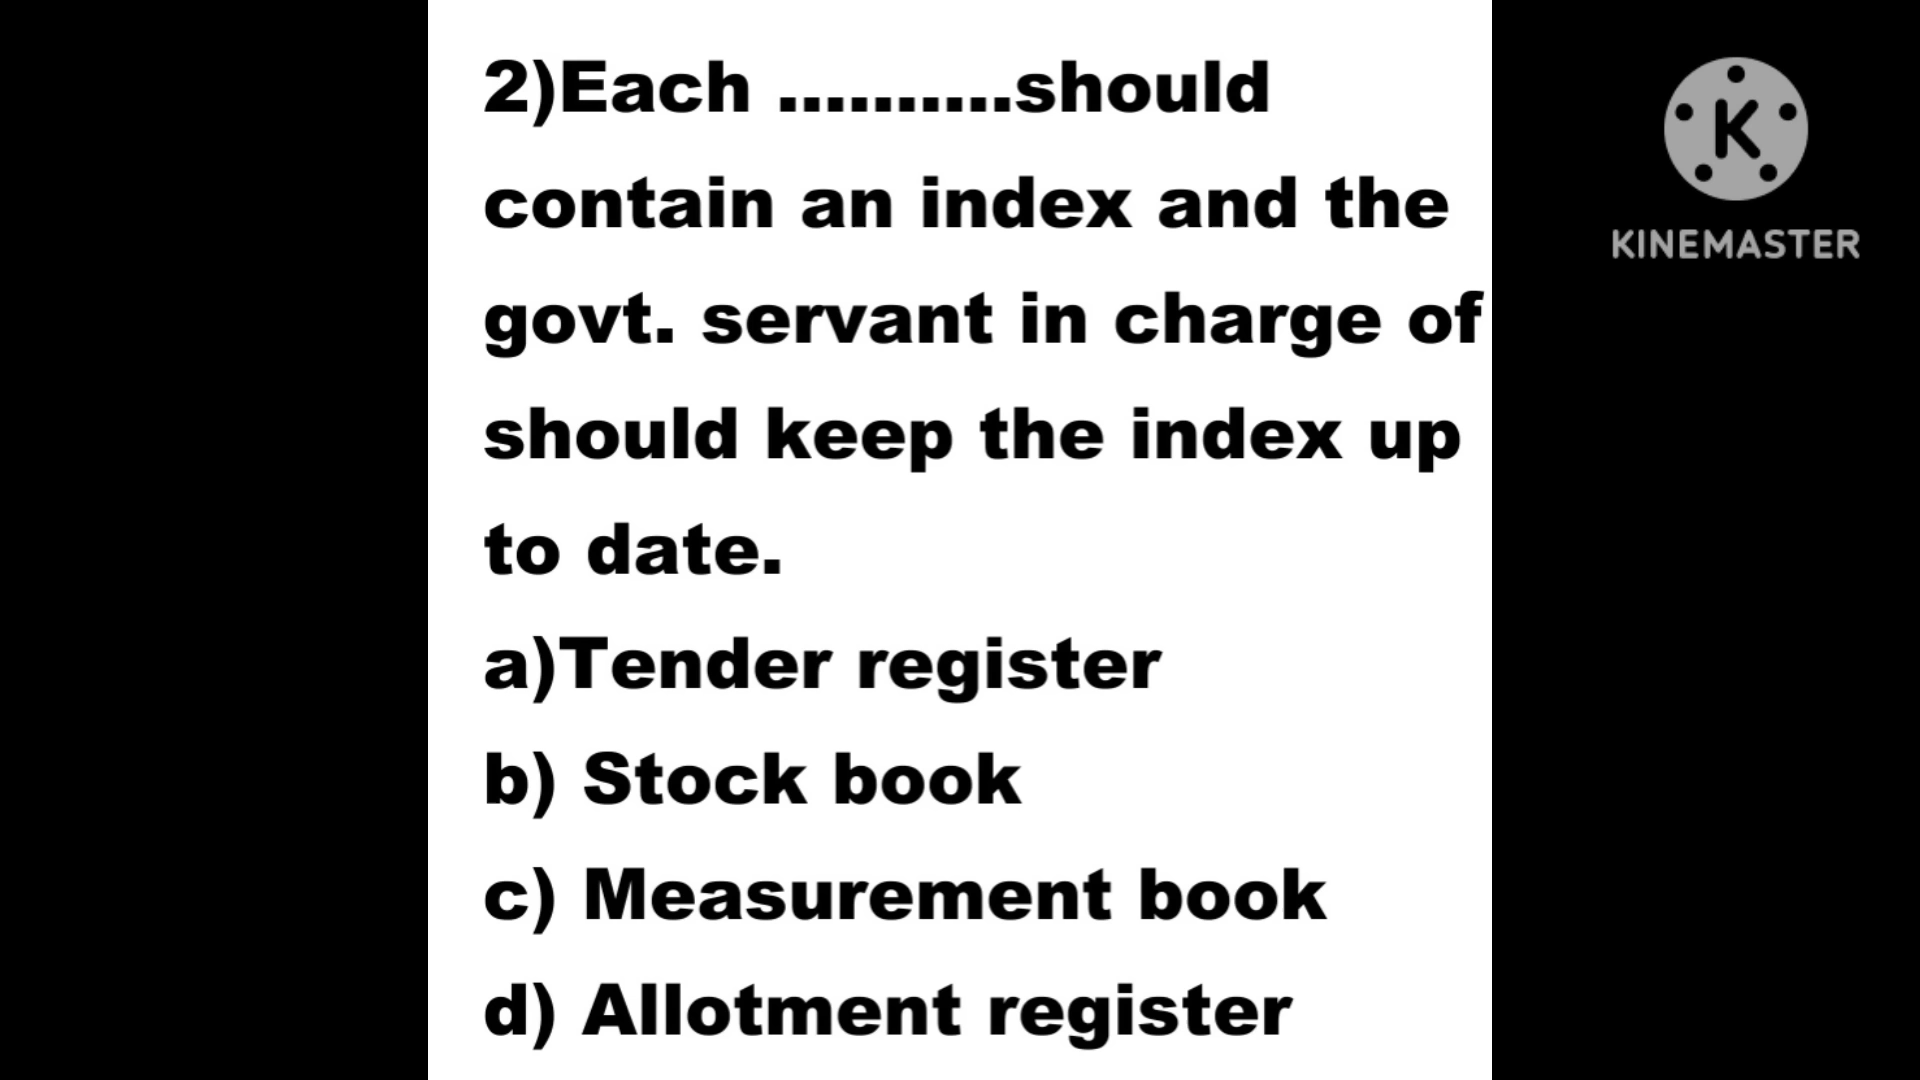 2)Each ..........should
contain an index and the
govt. servant in charge of
should keep the index up
to date.
a)Tender register
b) Stock book
c) Measurement book
d) Allotment register
K
KINEMASTER